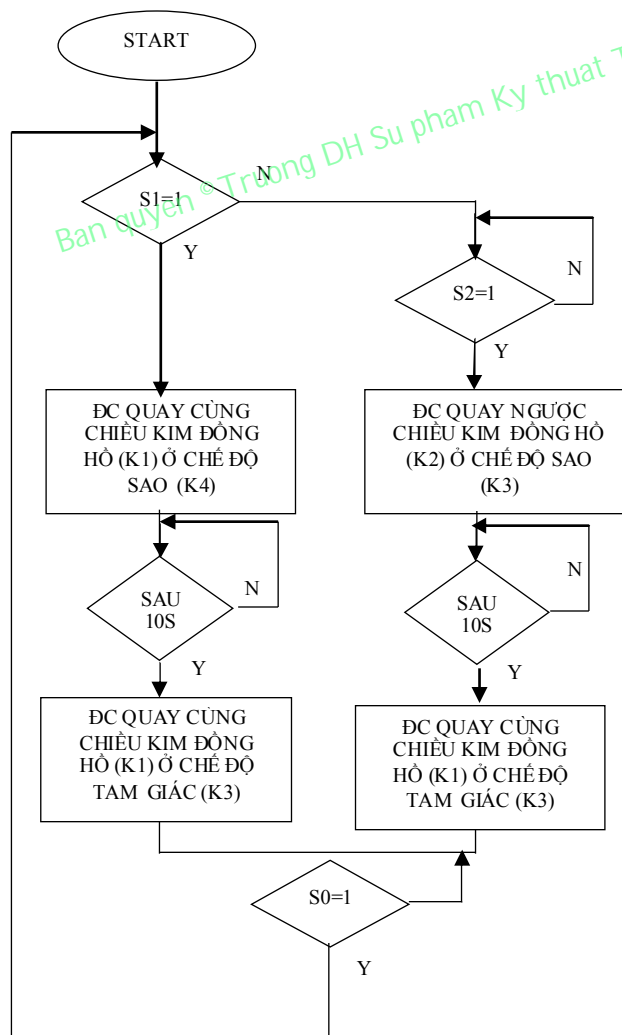 START
Ban quyen © Truong DH Su pham Ky thuat T
S1=1
N
Y
S2=1
N
Y
ĐC QUAY CÙNG
CHIỀU KIM ĐỒNG
HỒ (K1) Ở CHẾ ĐỘ
SAO (K4)
ĐC QUAY NGƯỢC
CHIỀU KIM ĐỒNG HỒ
(K2) Ở CHẾ ĐỘ SAO
(K3)
SAU
10S
N
Y
SAU
10S
N
Y
ĐC QUAY CÙNG
CHIỀU KIM ĐỒNG
HỒ (K1) Ở CHẾ ĐỘ
TAM GIÁC (K3)
ĐC QUAY CÙNG
CHIỀU KIM ĐỒNG
HỒ (K1) Ở CHẾ ĐỘ
TAM GIÁC (K3)
S0=1
Y